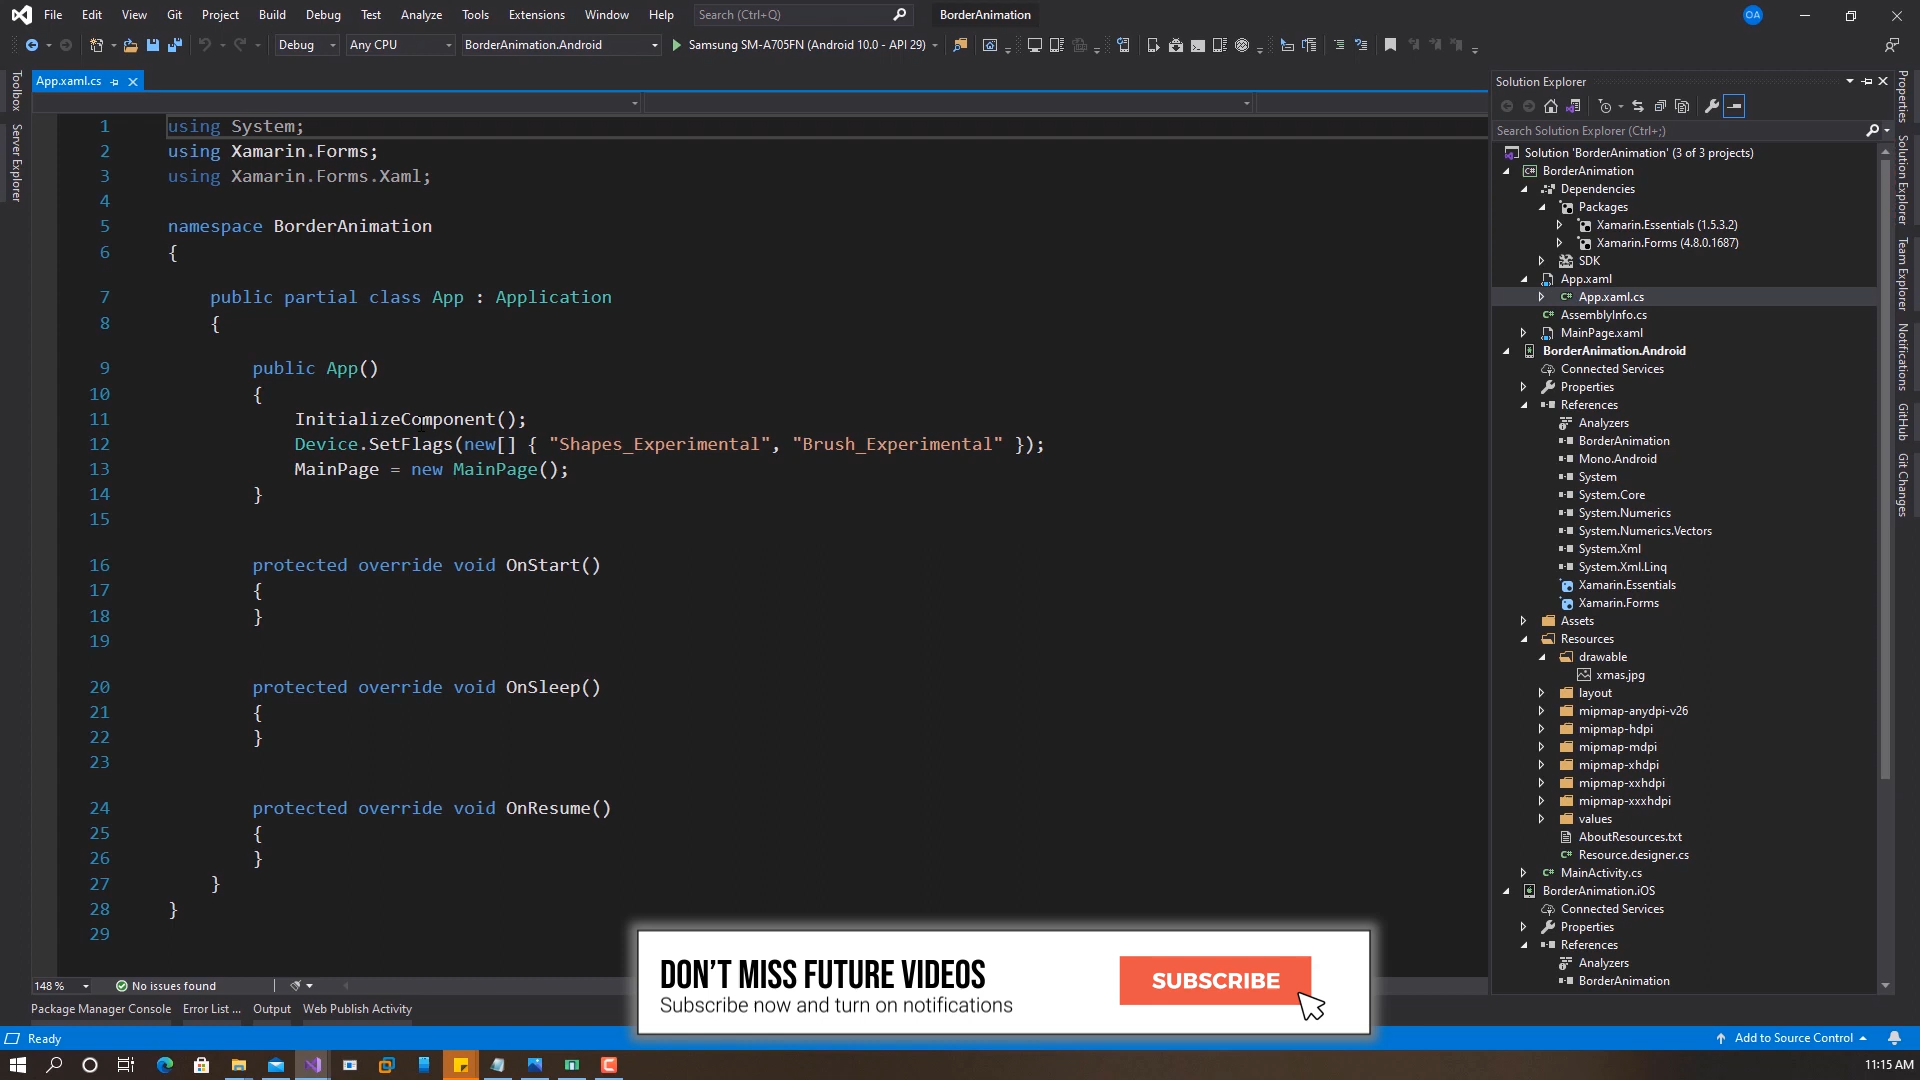 File Edit View Git Project Build Debug Test Analyze Tools Extensions Window Help Search (Ctrl+Q) BorderAnimation OA
Debug Any CPU BorderAnimation.Android Samsung SM-A705FN (Android 10.0 - API 29)
App.xaml.cs
Toolbox
Server Explorer
1 using System;
2 using Xamarin.Forms;
3 using Xamarin.Forms.Xaml;
4
5 namespace BorderAnimation
6 {
7 public partial class App : Application
8 {
9 public App()
10 {
11 InitializeComponent();
12 Device.SetFlags(new[] { "Shapes_Experimental", "Brush_Experimental" });
13 MainPage = new MainPage();
14 }
15
16 protected override void OnStart()
17 {
18 }
19
20 protected override void OnSleep()
21 {
22 }
23
24 protected override void OnResume()
25 {
26 }
27 }
28 }
29
148 % No issues found
Package Manager Console Error List ... Output Web Publish Activity
Solution Explorer
Search Solution Explorer (Ctrl+;)
Solution 'BorderAnimation' (3 of 3 projects)
BorderAnimation
Dependencies
Packages
Xamarin.Essentials (1.5.3.2)
Xamarin.Forms (4.8.0.1687)
SDK
App.xaml
App.xaml.cs
AssemblyInfo.cs
MainPage.xaml
BorderAnimation.Android
Connected Services
Properties
References
Analyzers
BorderAnimation
Mono.Android
System
System.Core
System.Numerics
System.Numerics.Vectors
System.Xml
System.Xml.Linq
Xamarin.Essentials
Xamarin.Forms
Assets
Resources
drawable
xmas.jpg
layout
mipmap-anydpi-v26
mipmap-hdpi
mipmap-mdpi
mipmap-xhdpi
mipmap-xxhdpi
mipmap-xxxhdpi
values
AboutResources.txt
Resource.designer.cs
MainActivity.cs
BorderAnimation.iOS
Connected Services
Properties
References
Analyzers
BorderAnimation
Properties
Solution Explorer
Team Explorer
Notifications
GitHub
Git Changes
DON'T MISS FUTURE VIDEOS
Subscribe now and turn on notifications
SUBSCRIBE
Ready Add to Source Control
11:15 AM